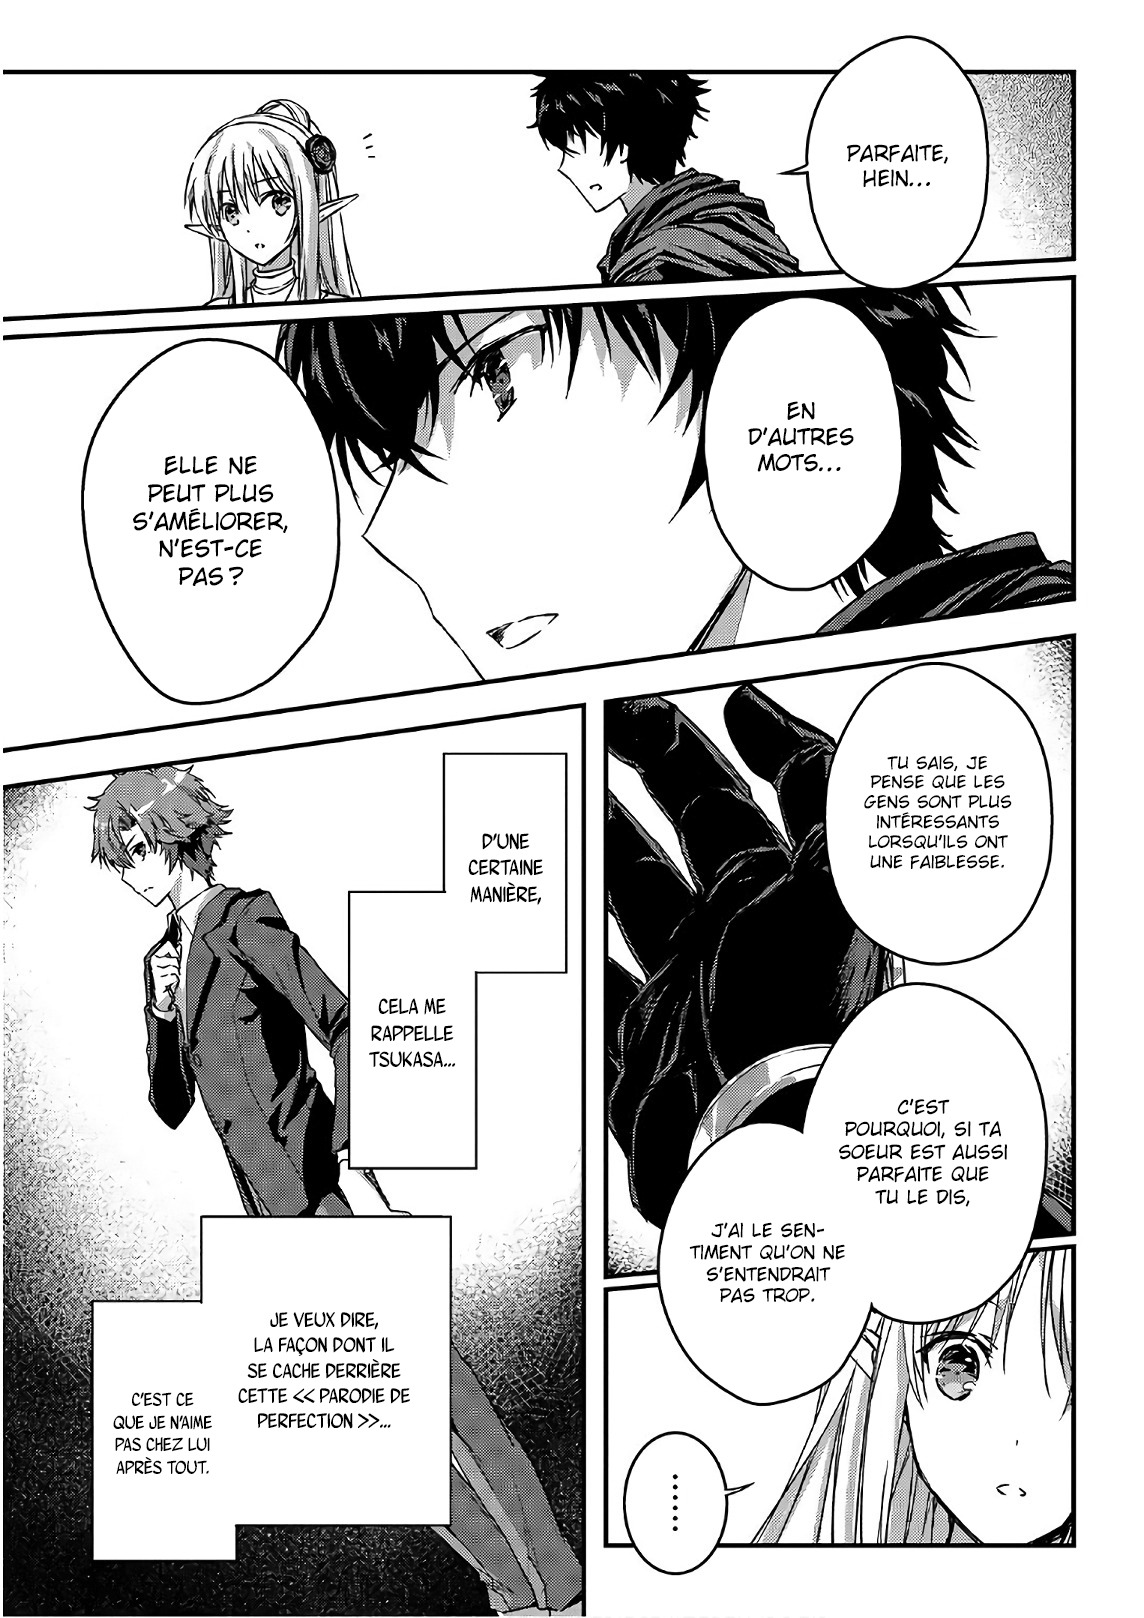 PARFAITE,
HEIN...
EN
D'AUTRES
MOTS...
ELLE NE
PEUT PLUS
S'AMÉLIORER,
N'EST-CE
PAS ?
TU SAIS, JE
PENSE QUE LES
GENS SONT PLUS
INTÉRESSANTS
LORSQU'ILS ONT
UNE FAIBLESSE.
C'EST
POURQUOI, SI TA
SOEUR EST AUSSI
PARFAITE QUE
TU LE DIS,
J'AI LE SEN-
TIMENT QU'ON NE
S'ENTENDRAIT
PAS TROP.
......
D'UNE
CERTAINE
MANIÈRE,
CELA ME
RAPPELLE
TSUKASA...
JE VEUX DIRE,
LA FAÇON DONT IL
SE CACHE DERRIÈRE
CETTE << PARODIE DE
PERFECTION >>...
C'EST CE
QUE JE N'AIME
PAS CHEZ LUI
APRÈS TOUT.